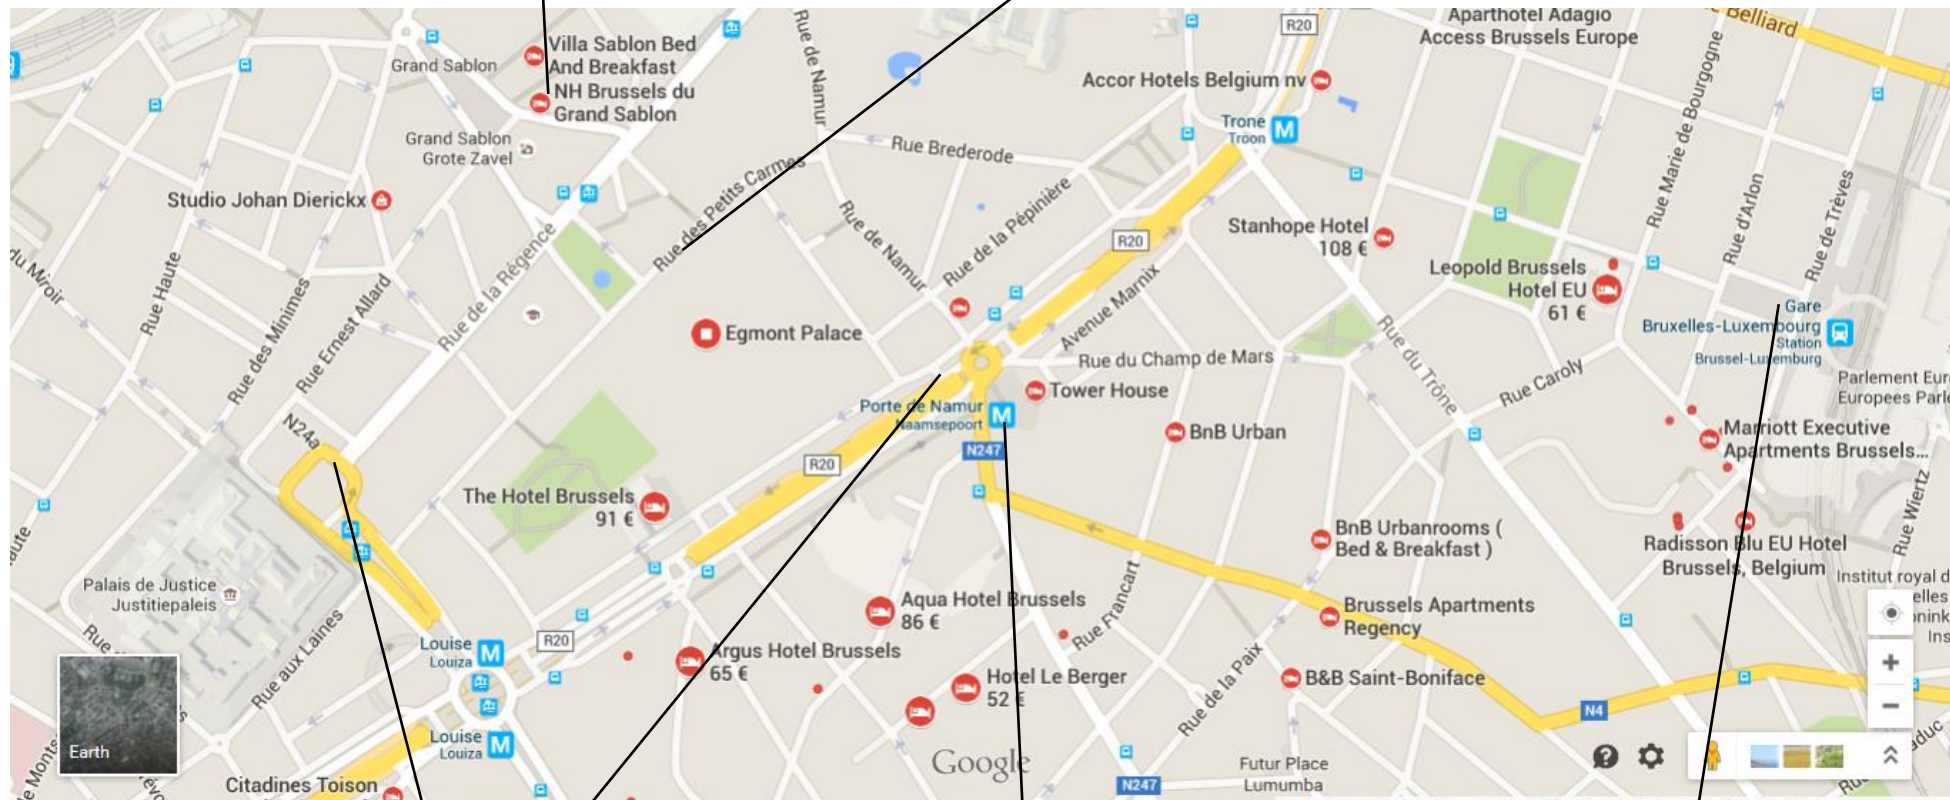 Villa Sablon Bed
And Breakfast
NH Brussels du
Grand Sablon
Grand Sablon
Grand Sablon
Grote Zavel
Studio Johan Dierickx
Rue de Namur
R20
Aparthotel Adagio
Access Brussels Europe
Belliard
Accor Hotels Belgium nv
Trone
Troon
M
Rue Marie de Bourgogne
Rue Brederode
Rue des Petits Carmes
Rue de Namur
Rue de la Pépinière
R20
Stanhope Hotel
108 €
Rue d'Arlon
Rue de Trèves
du Miroir
Rue Haute
Rue des Minimes
Rue Ernest Allard
Rue de la Régence
Leopold Brussels
Hotel EU
61 €
Avenue Marnix
Egmont Palace
Rue du Champ de Mars
Rue du Trône
Gare
Bruxelles-Luxembourg
Station
Brussel-Luxemburg
Rue Caroly
Parlement Eur
Europees Parle
Tower House
Porte de Namur
Naamsepoort
M
BnB Urban
N247
N24a
R20
Marriott Executive
Apartments Brussels...
The Hotel Brussels
91 €
Rue Wiertz
BnB Urbanrooms (
Bed & Breakfast )
Radisson Blu EU Hotel
Brussels, Belgium
Institut royal d
Palais de Justice
Justitiepaleis
Aqua Hotel Brussels
86 €
Rue Francart
Brussels Apartments
Regency
Rue aux Laines
Louise
Louiza
M
R20
Argus Hotel Brussels
65 €
Hotel Le Berger
52 €
Rue de la Paix
B&B Saint-Boniface
N4
Earth
Louise
Louiza
M
Google
Citadines Toison
N247
Futur Place
Lumumba